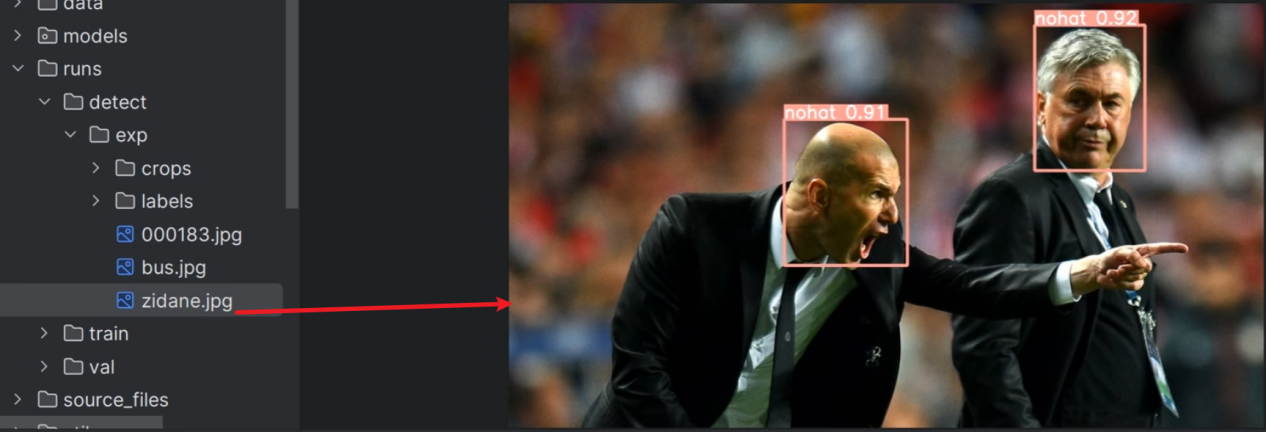 data
models
runs
detect
exp
crops
labels
000183.jpg
bus.jpg
zidane.jpg
train
val
source_files
nohat 0.91
nohat 0.92